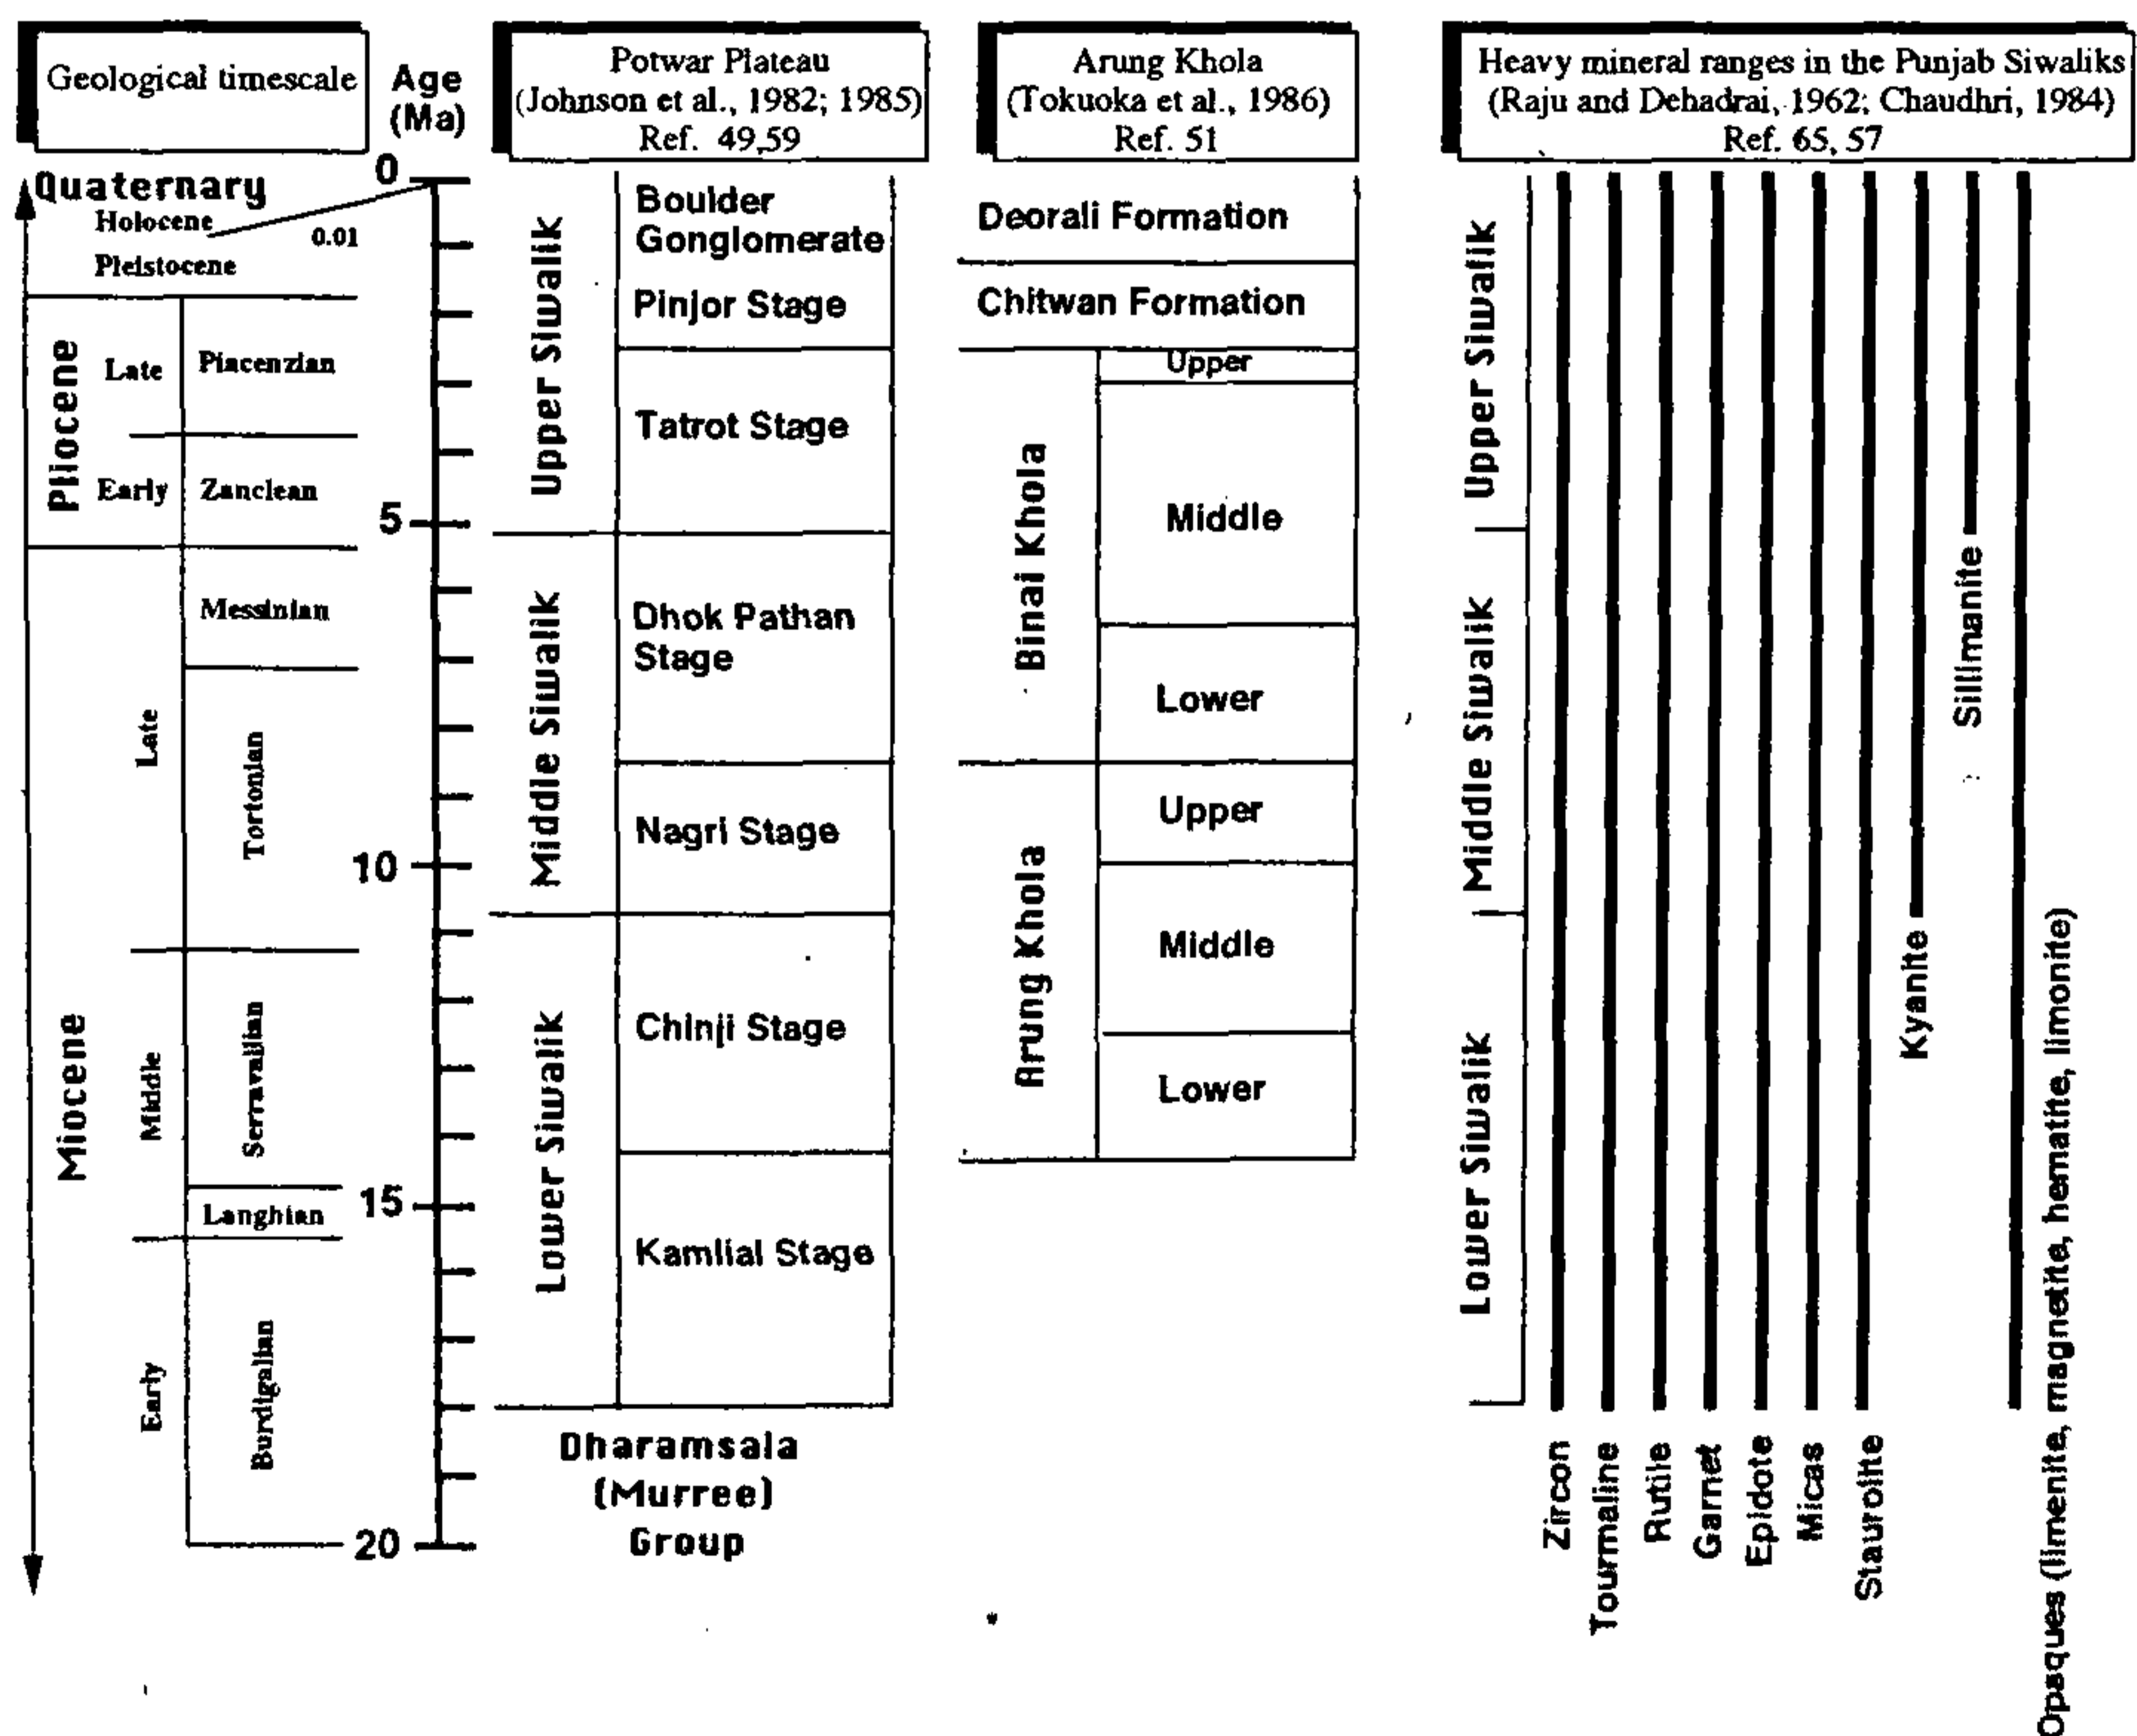 Geological timescale
Age
(Ma)
Potwar Plateau
(Johnson et al., 1982; 1985)
Ref. 49,59
Arung Khola
(Tokuoka et al., 1986)
Ref. 51
Heavy mineral ranges in the Punjab Siwaliks
(Raju and Dehadrai, 1962; Chaudhri, 1984)
Ref. 65, 57
Quaternary
Holocene
0.01
Pleistocene
Pliocene
Late
Piacenzian
Early
Zanclean
Miocene
Late
Messinian
Tortonian
Middle
Serravallian
Langhian
Early
Burdigalian
0
5
10
15
20
Upper Siwalik
Boulder
Gonglomerate
Pinjor Stage
Tatrot Stage
Middle Siwalik
Dhok Pathan
Stage
Nagri Stage
Lower Siwalik
Chinji Stage
Kamlial Stage
Dharamsala
(Murree)
Group
Deorali Formation
Chitwan Formation
Binai Khola
Upper
Middle
Lower
Arung Khola
Upper
Middle
Lower
Upper Siwalik
Middle Siwalik
Lower Siwalik
Zircon
Tourmaline
Rutile
Garnet
Epidote
Micas
Staurolite
Kyanite
Sillmanite
Opaques (ilmenite, magnetite, hematite, limonite)